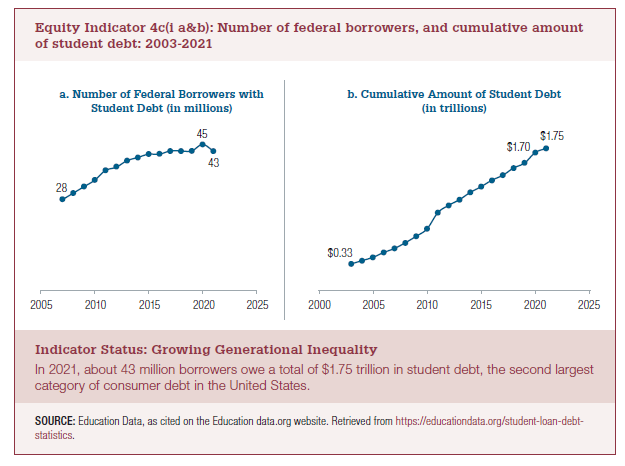 Equity Indicator 4c(i a&b): Number of federal borrowers, and cumulative amount
of student debt: 2003-2021
a. Number of Federal Borrowers with
Student Debt (in millions)
45
43
28
2005 2010 2015 2020 2025
b. Cumulative Amount of Student Debt
(in trillions)
$1.75
$1.70
$0.33
2000 2005 2010 2015 2020 2025
Indicator Status: Growing Generational Inequality
In 2021, about 43 million borrowers owe a total of $1.75 trillion in student debt, the second largest
category of consumer debt in the United States.
SOURCE: Education Data, as cited on the Education data.org website. Retrieved from https://educationdata.org/student-loan-debt-
statistics.